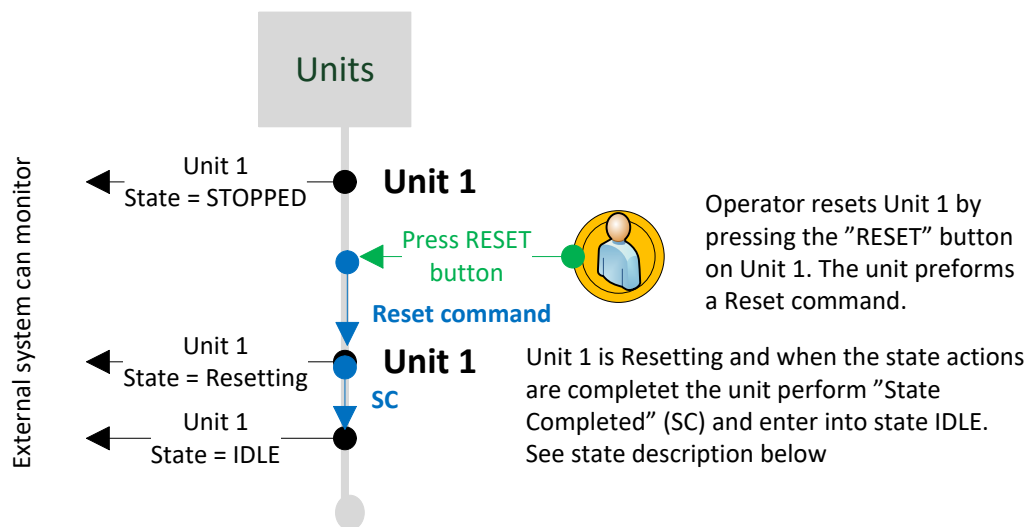 Units
External system can monitor
Unit 1
State = STOPPED
Unit 1
Press RESET
button
Operator resets Unit 1 by
pressing the ”RESET” button
on Unit 1. The unit preforms
a Reset command.
Reset command
Unit 1
State = Resetting
Unit 1
Unit 1 is Resetting and when the state actions
are completet the unit perform ”State
Completed” (SC) and enter into state IDLE.
See state description below
SC
Unit 1
State = IDLE